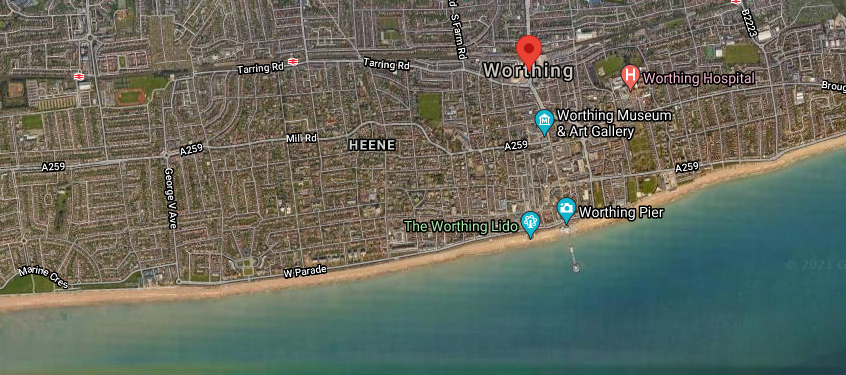 rd
S Farm Rd
B2223
Tarring Rd
Tarring Rd
Worthing
H
Worthing Hospital
Broug
Worthing Museum
& Art Gallery
Mill Rd
HEENE
A259
A259
A259
A259
George V Ave
The Worthing Lido
Worthing Pier
Marine Cres
W Parade
© 2021 G